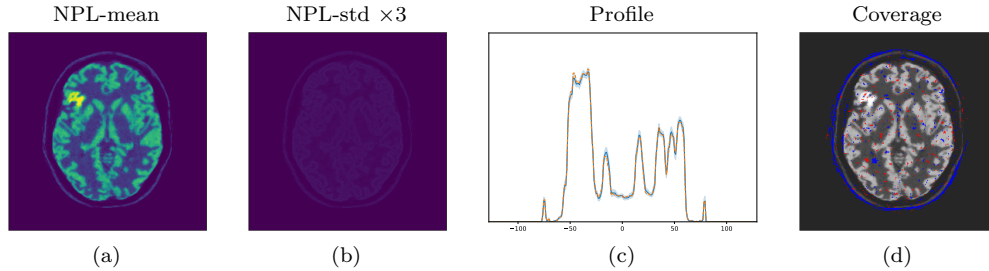 NPL-mean NPL-std ×3 Profile Coverage
−100 −50 0 50 100
(a) (b) (c) (d)